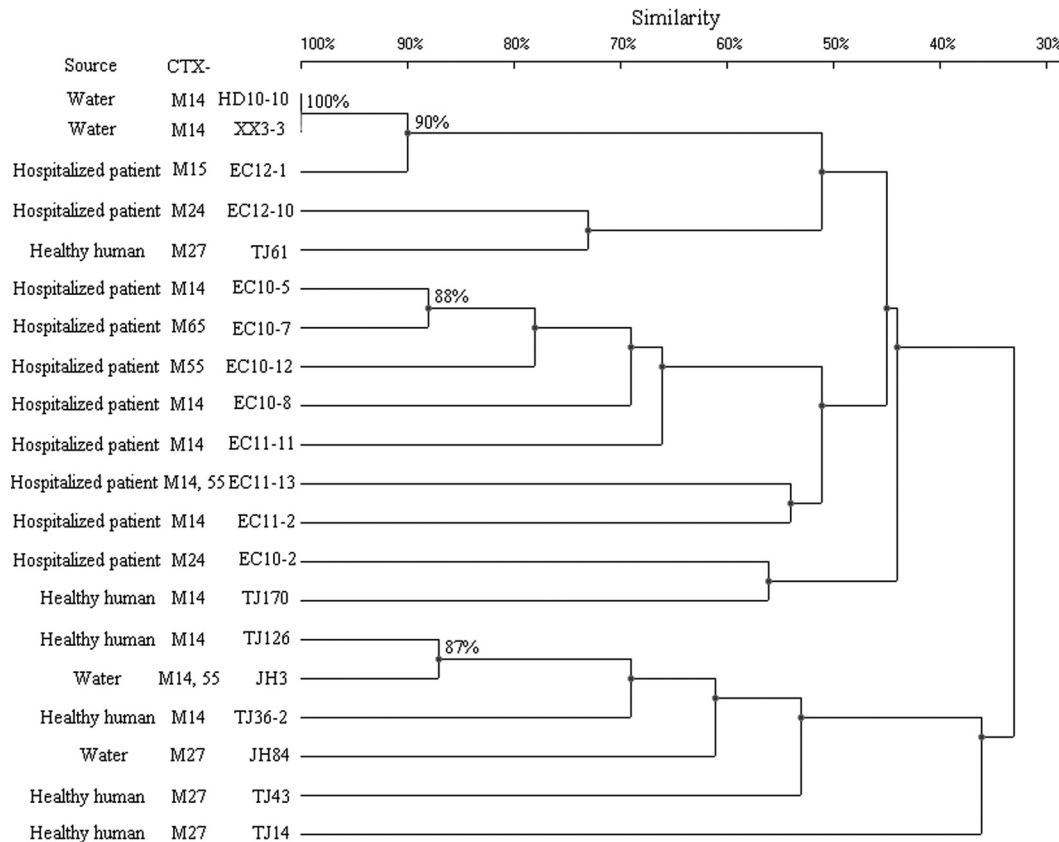 Similarity
100% 90% 80% 70% 60% 50% 40% 30%
Source CTX-
Water M14 HD10-10 100%
Water M14 XX3-3 90%
Hospitalized patient M15 EC12-1
Hospitalized patient M24 EC12-10
Healthy human M27 TJ61
Hospitalized patient M14 EC10-5 88%
Hospitalized patient M65 EC10-7
Hospitalized patient M55 EC10-12
Hospitalized patient M14 EC10-8
Hospitalized patient M14 EC11-11
Hospitalized patient M14, 55 EC11-13
Hospitalized patient M14 EC11-2
Hospitalized patient M24 EC10-2
Healthy human M14 TJ170
Healthy human M14 TJ126 87%
Water M14, 55 JH3
Healthy human M14 TJ36-2
Water M27 JH84
Healthy human M27 TJ43
Healthy human M27 TJ14